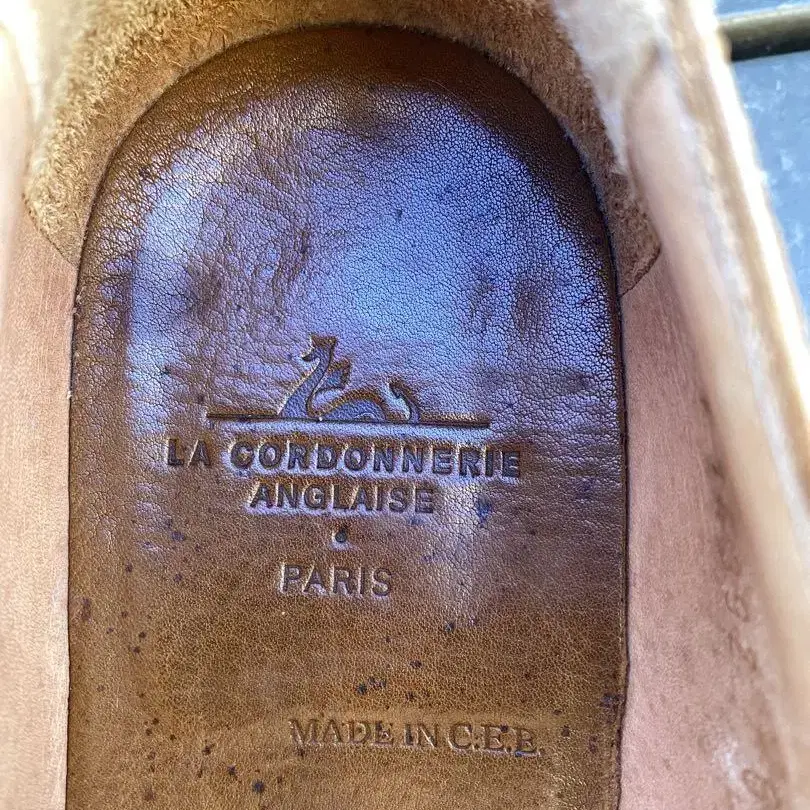 LA CORDONNERIE
ANGLAISE
PARIS
MADE IN C.E.B.